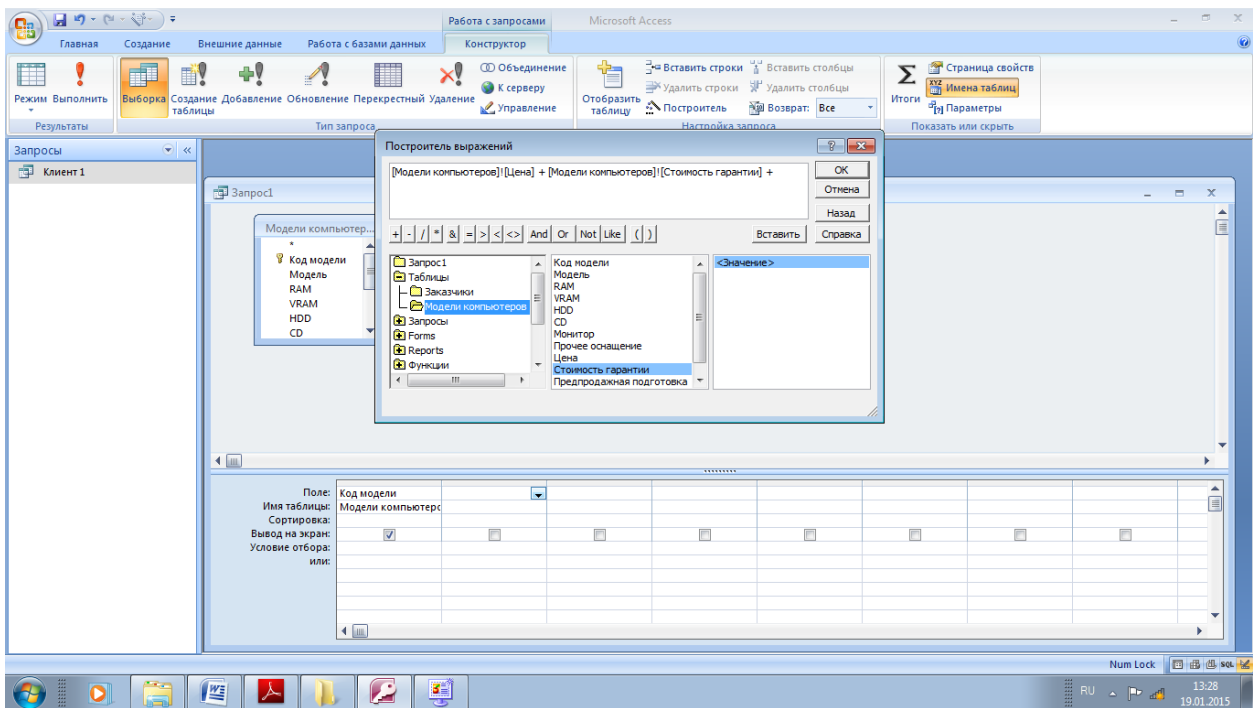 Работа с запросами
Microsoft Access
Главная
Создание
Внешние данные
Работа с базами данных
Конструктор
Режим
Выполнить
Выборка
Создание таблицы
Добавление
Обновление
Перекрестный
Удаление
Объединение
К серверу
Управление
Отобразить таблицу
Вставить строки
Удалить строки
Построитель
Вставить столбцы
Удалить столбцы
Возврат: Все
Итоги
Страница свойств
Имена таблиц
Параметры
Результаты
Тип запроса
Настройка запроса
Показать или скрыть
Запросы
Клиент 1
Запрос1
Модели компьютер...
*
Код модели
Модель
RAM
VRAM
HDD
CD
Построитель выражений
[Модели компьютеров]![Цена] + [Модели компьютеров]![Стоимость гарантии] +
OK
Отмена
Назад
+ - / * & = > < <> And Or Not Like ( )
Вставить
Справка
Запрос1
Таблицы
Заказчики
Модели компьютеров
Запросы
Forms
Reports
Функции
Код модели
Модель
RAM
VRAM
HDD
CD
Монитор
Прочее оснащение
Цена
Стоимость гарантии
Предпродажная подготовка
<Значение>
Поле: Код модели
Имя таблицы: Модели компьютерс
Сортировка:
Вывод на экран:
Условие отбора:
или:
Num Lock
SQL
RU
13:28
19.01.2015